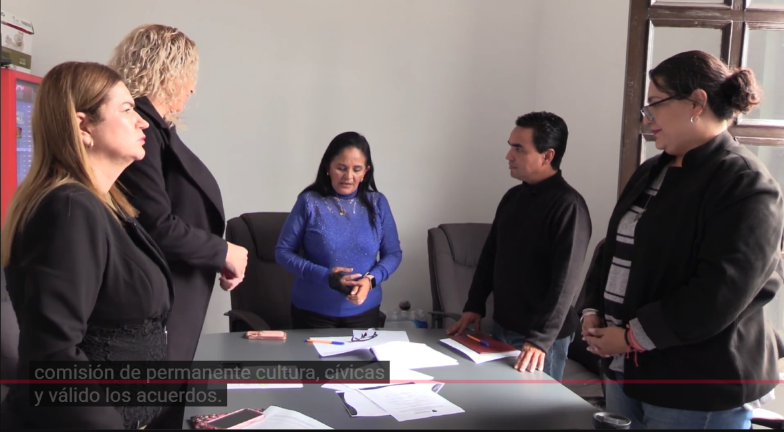 comisión de permanente cultura, cívicas
y válido los acuerdos.